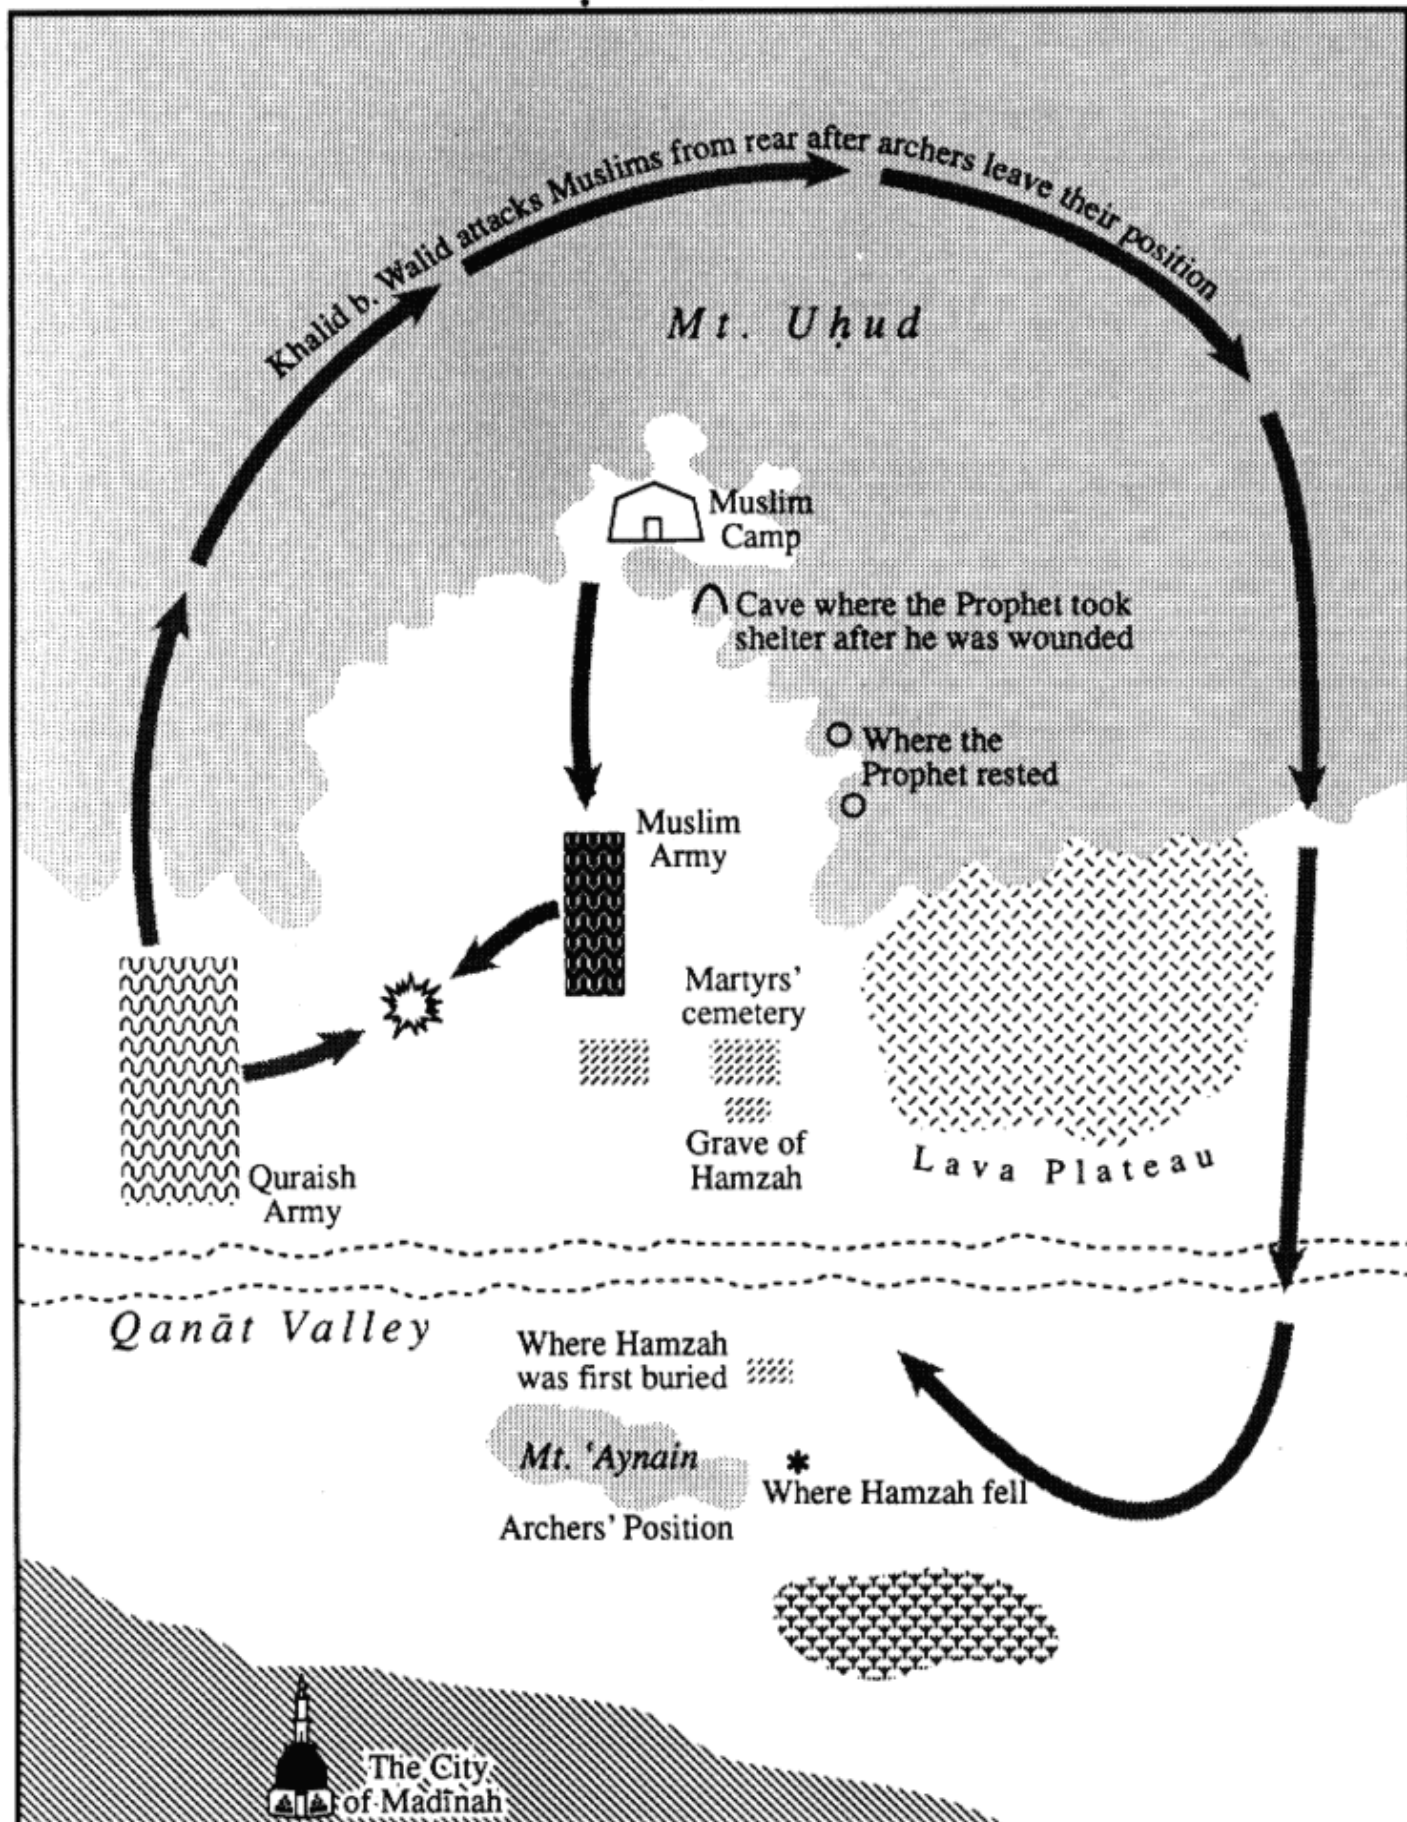 Khalid b. Walid attacks Muslims from rear after archers leave their position
Mt. Uḥud
Muslim
Camp
Cave where the Prophet took
shelter after he was wounded
Where the
Prophet rested
Muslim
Army
Martyrs'
cemetery
Grave of
Hamzah
Lava Plateau
Quraish
Army
Qanāt Valley
Where Hamzah
was first buried
Mt. ‘Aynain
Where Hamzah fell
Archers' Position
The City
of Madīnah